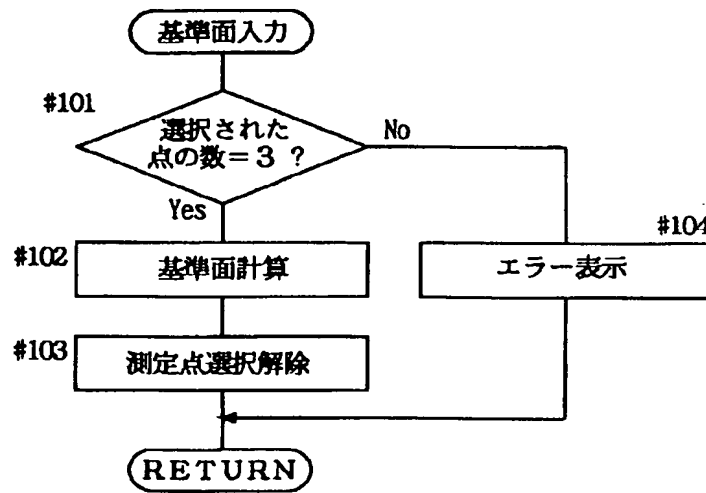 基準面入力
#101
選択された
点の数=3 ?
No
Yes
#104
#102
基準面計算
エラー表示
#103
測定点選択解除
RETURN